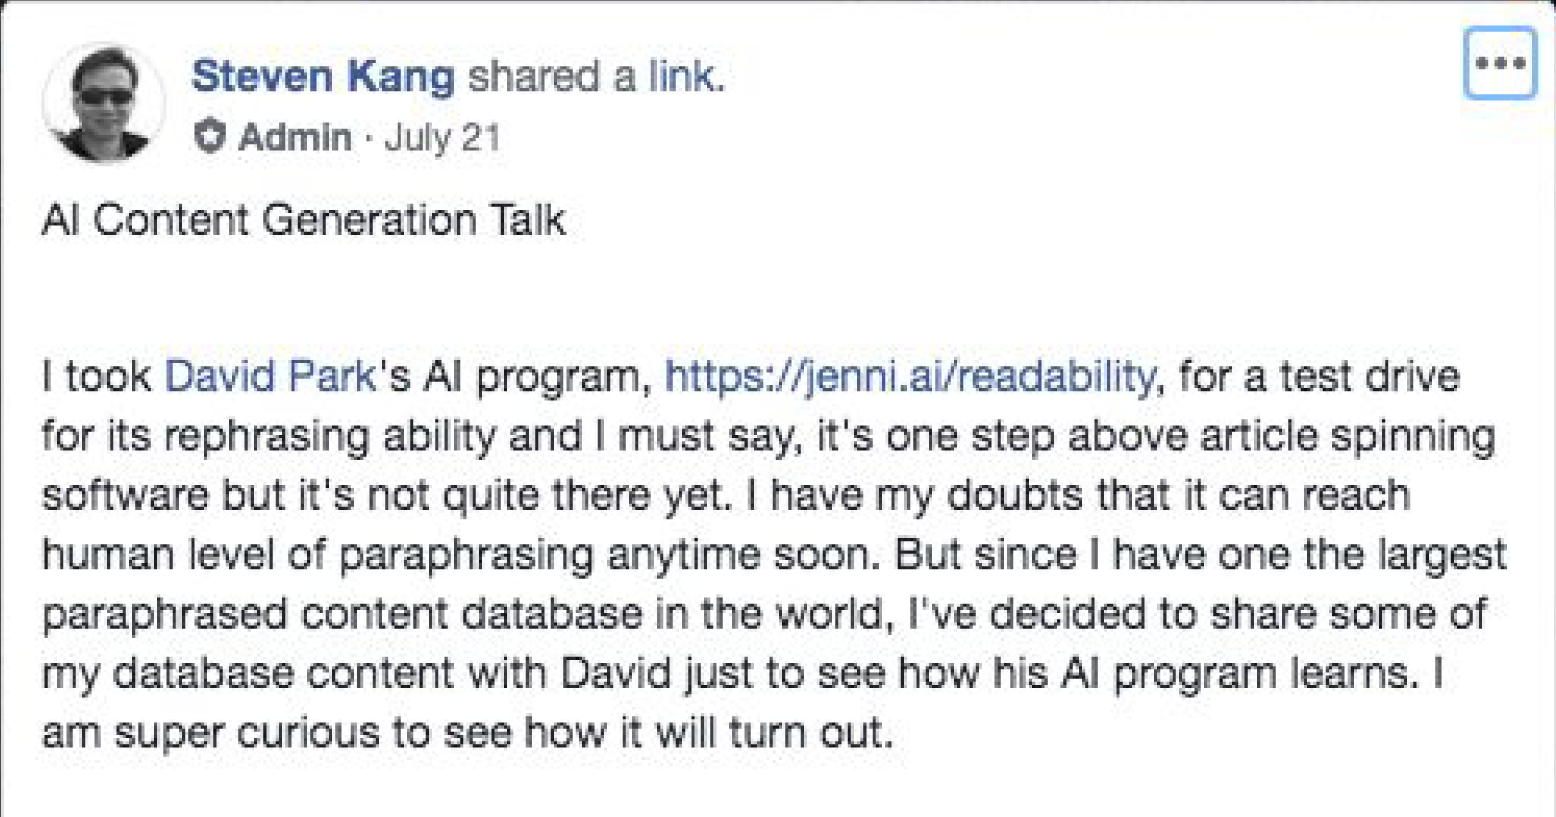 Steven Kang shared a link.
Admin · July 21
AI Content Generation Talk
I took David Park's AI program, https://jenni.ai/readability, for a test drive
for its rephrasing ability and I must say, it's one step above article spinning
software but it's not quite there yet. I have my doubts that it can reach
human level of paraphrasing anytime soon. But since I have one the largest
paraphrased content database in the world, I've decided to share some of
my database content with David just to see how his AI program learns. I
am super curious to see how it will turn out.